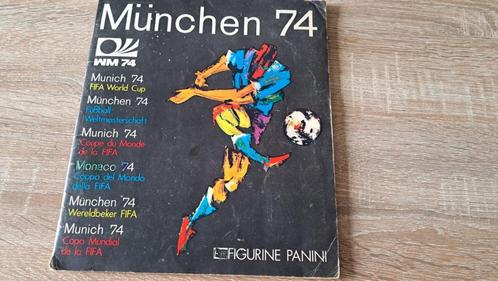 München 74
WM 74
Munich 74
FIFA World Cup
München 74
Fußball
Weltmeisterschaft
Munich 74
Coupe du Monde
de la FIFA
Monaco 74
Coppa del Mondo
della FIFA
München '74
Wereldbeker FIFA
Munich '74
Copa Mundial
de la FIFA
FIGURINE PANINI